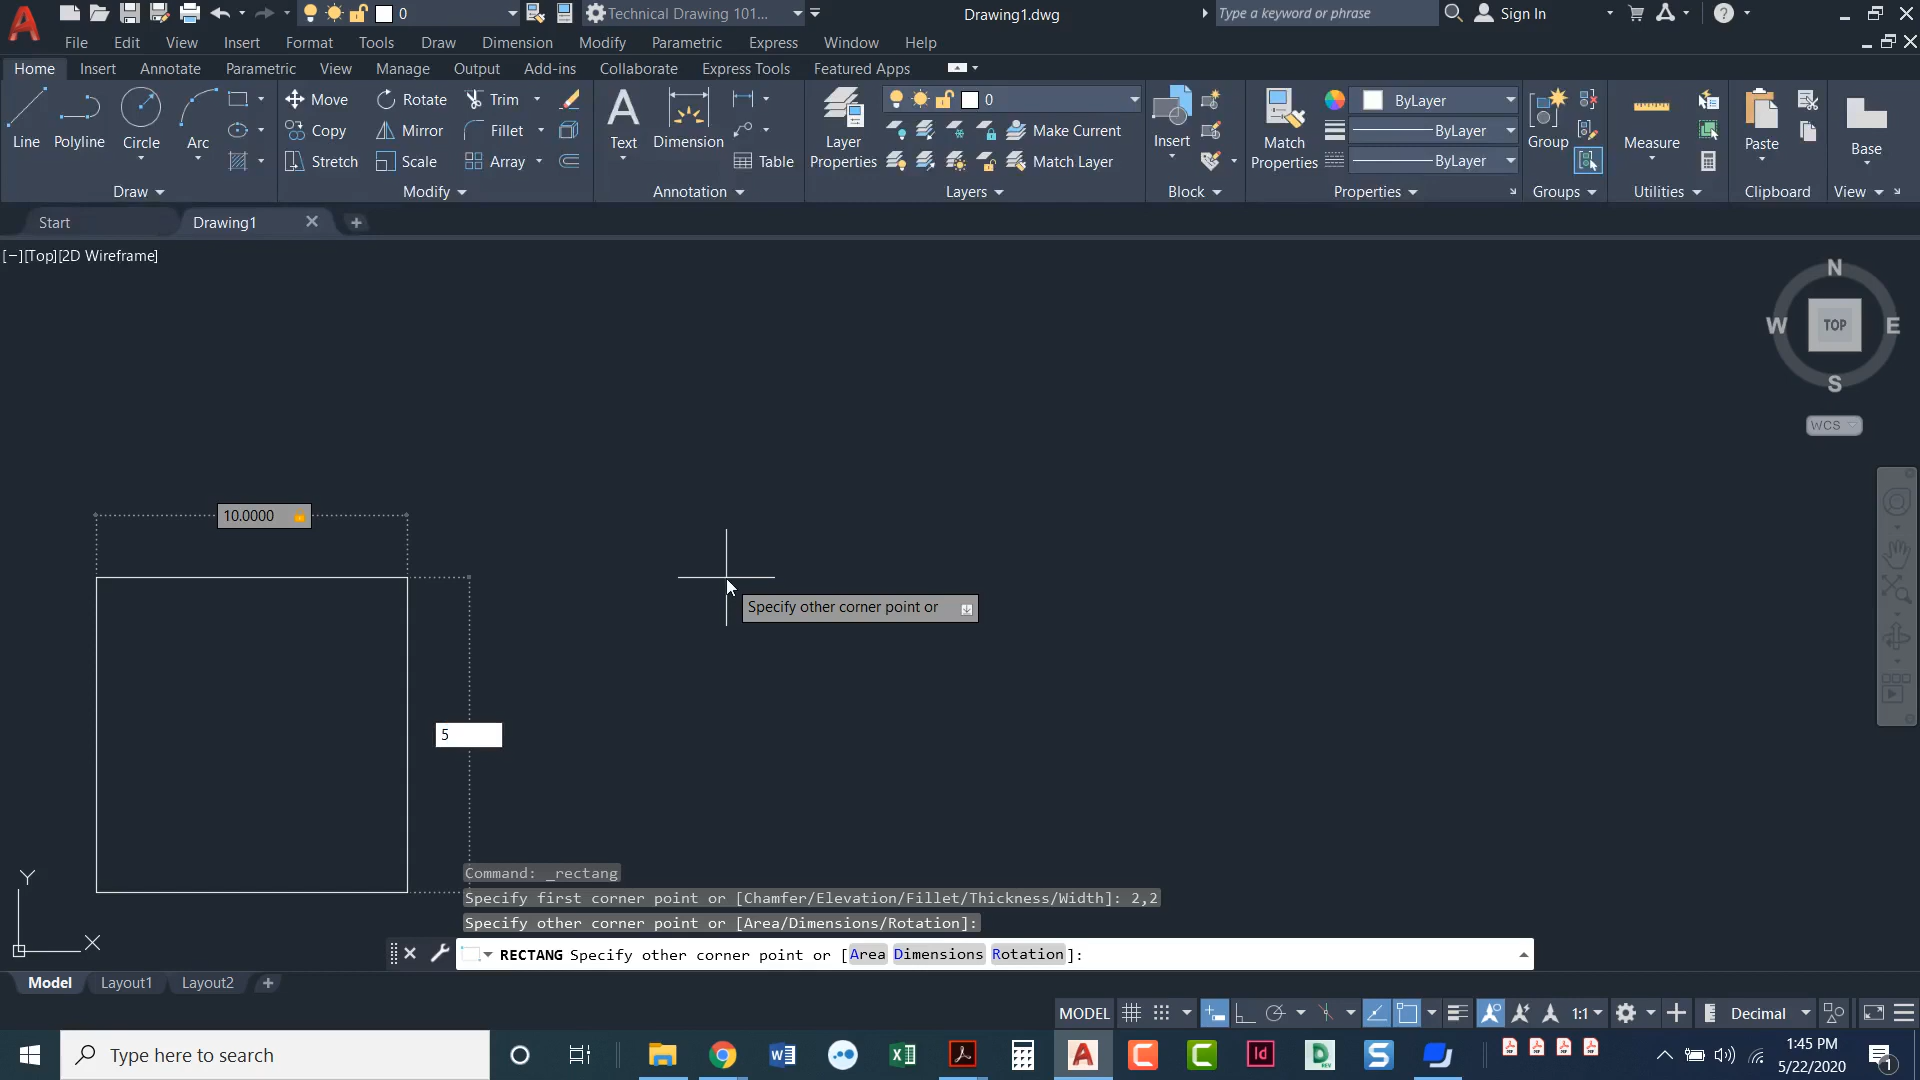 0
Technical Drawing 101...
Drawing1.dwg
Type a keyword or phrase
Sign In
File Edit View Insert Format Tools Draw Dimension Modify Parametric Express Window Help
Home Insert Annotate Parametric View Manage Output Add-ins Collaborate Express Tools Featured Apps
Line Polyline Circle Arc
Move Rotate Trim
Copy Mirror Fillet
Stretch Scale Array
Text Dimension Table
Layer Properties
0
Make Current
Match Layer
Insert
Match Properties
ByLayer
ByLayer
ByLayer
Group
Measure
Paste
Base
Draw Modify Annotation Layers Block Properties Groups Utilities Clipboard View
Start Drawing1
[−][Top][2D Wireframe]
N
W TOP E
S
WCS
10.0000
Specify other corner point or
5
Y
X
Command: _rectang
Specify first corner point or [Chamfer/Elevation/Fillet/Thickness/Width]: 2,2
Specify other corner point or [Area/Dimensions/Rotation]:
RECTANG Specify other corner point or [Area Dimensions Rotation]:
Model Layout1 Layout2
MODEL 1:1 Decimal
Type here to search
1:45 PM
5/22/2020
1